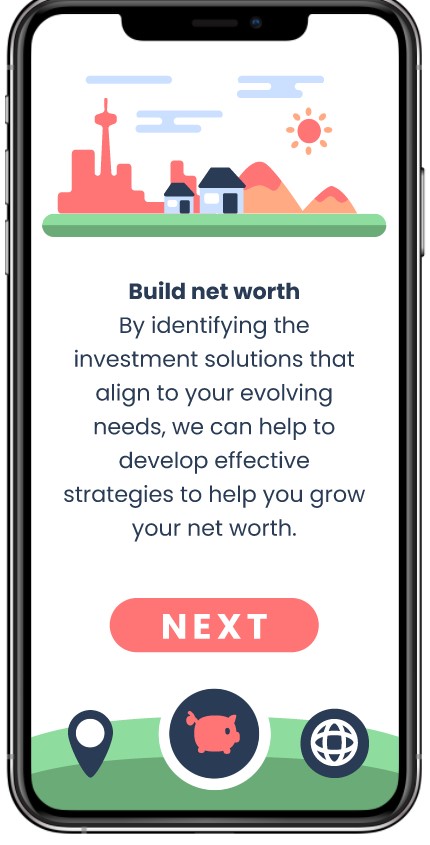 Build net worth
By identifying the
investment solutions that
align to your evolving
needs, we can help to
develop effective
strategies to help you grow
your net worth.
NEXT